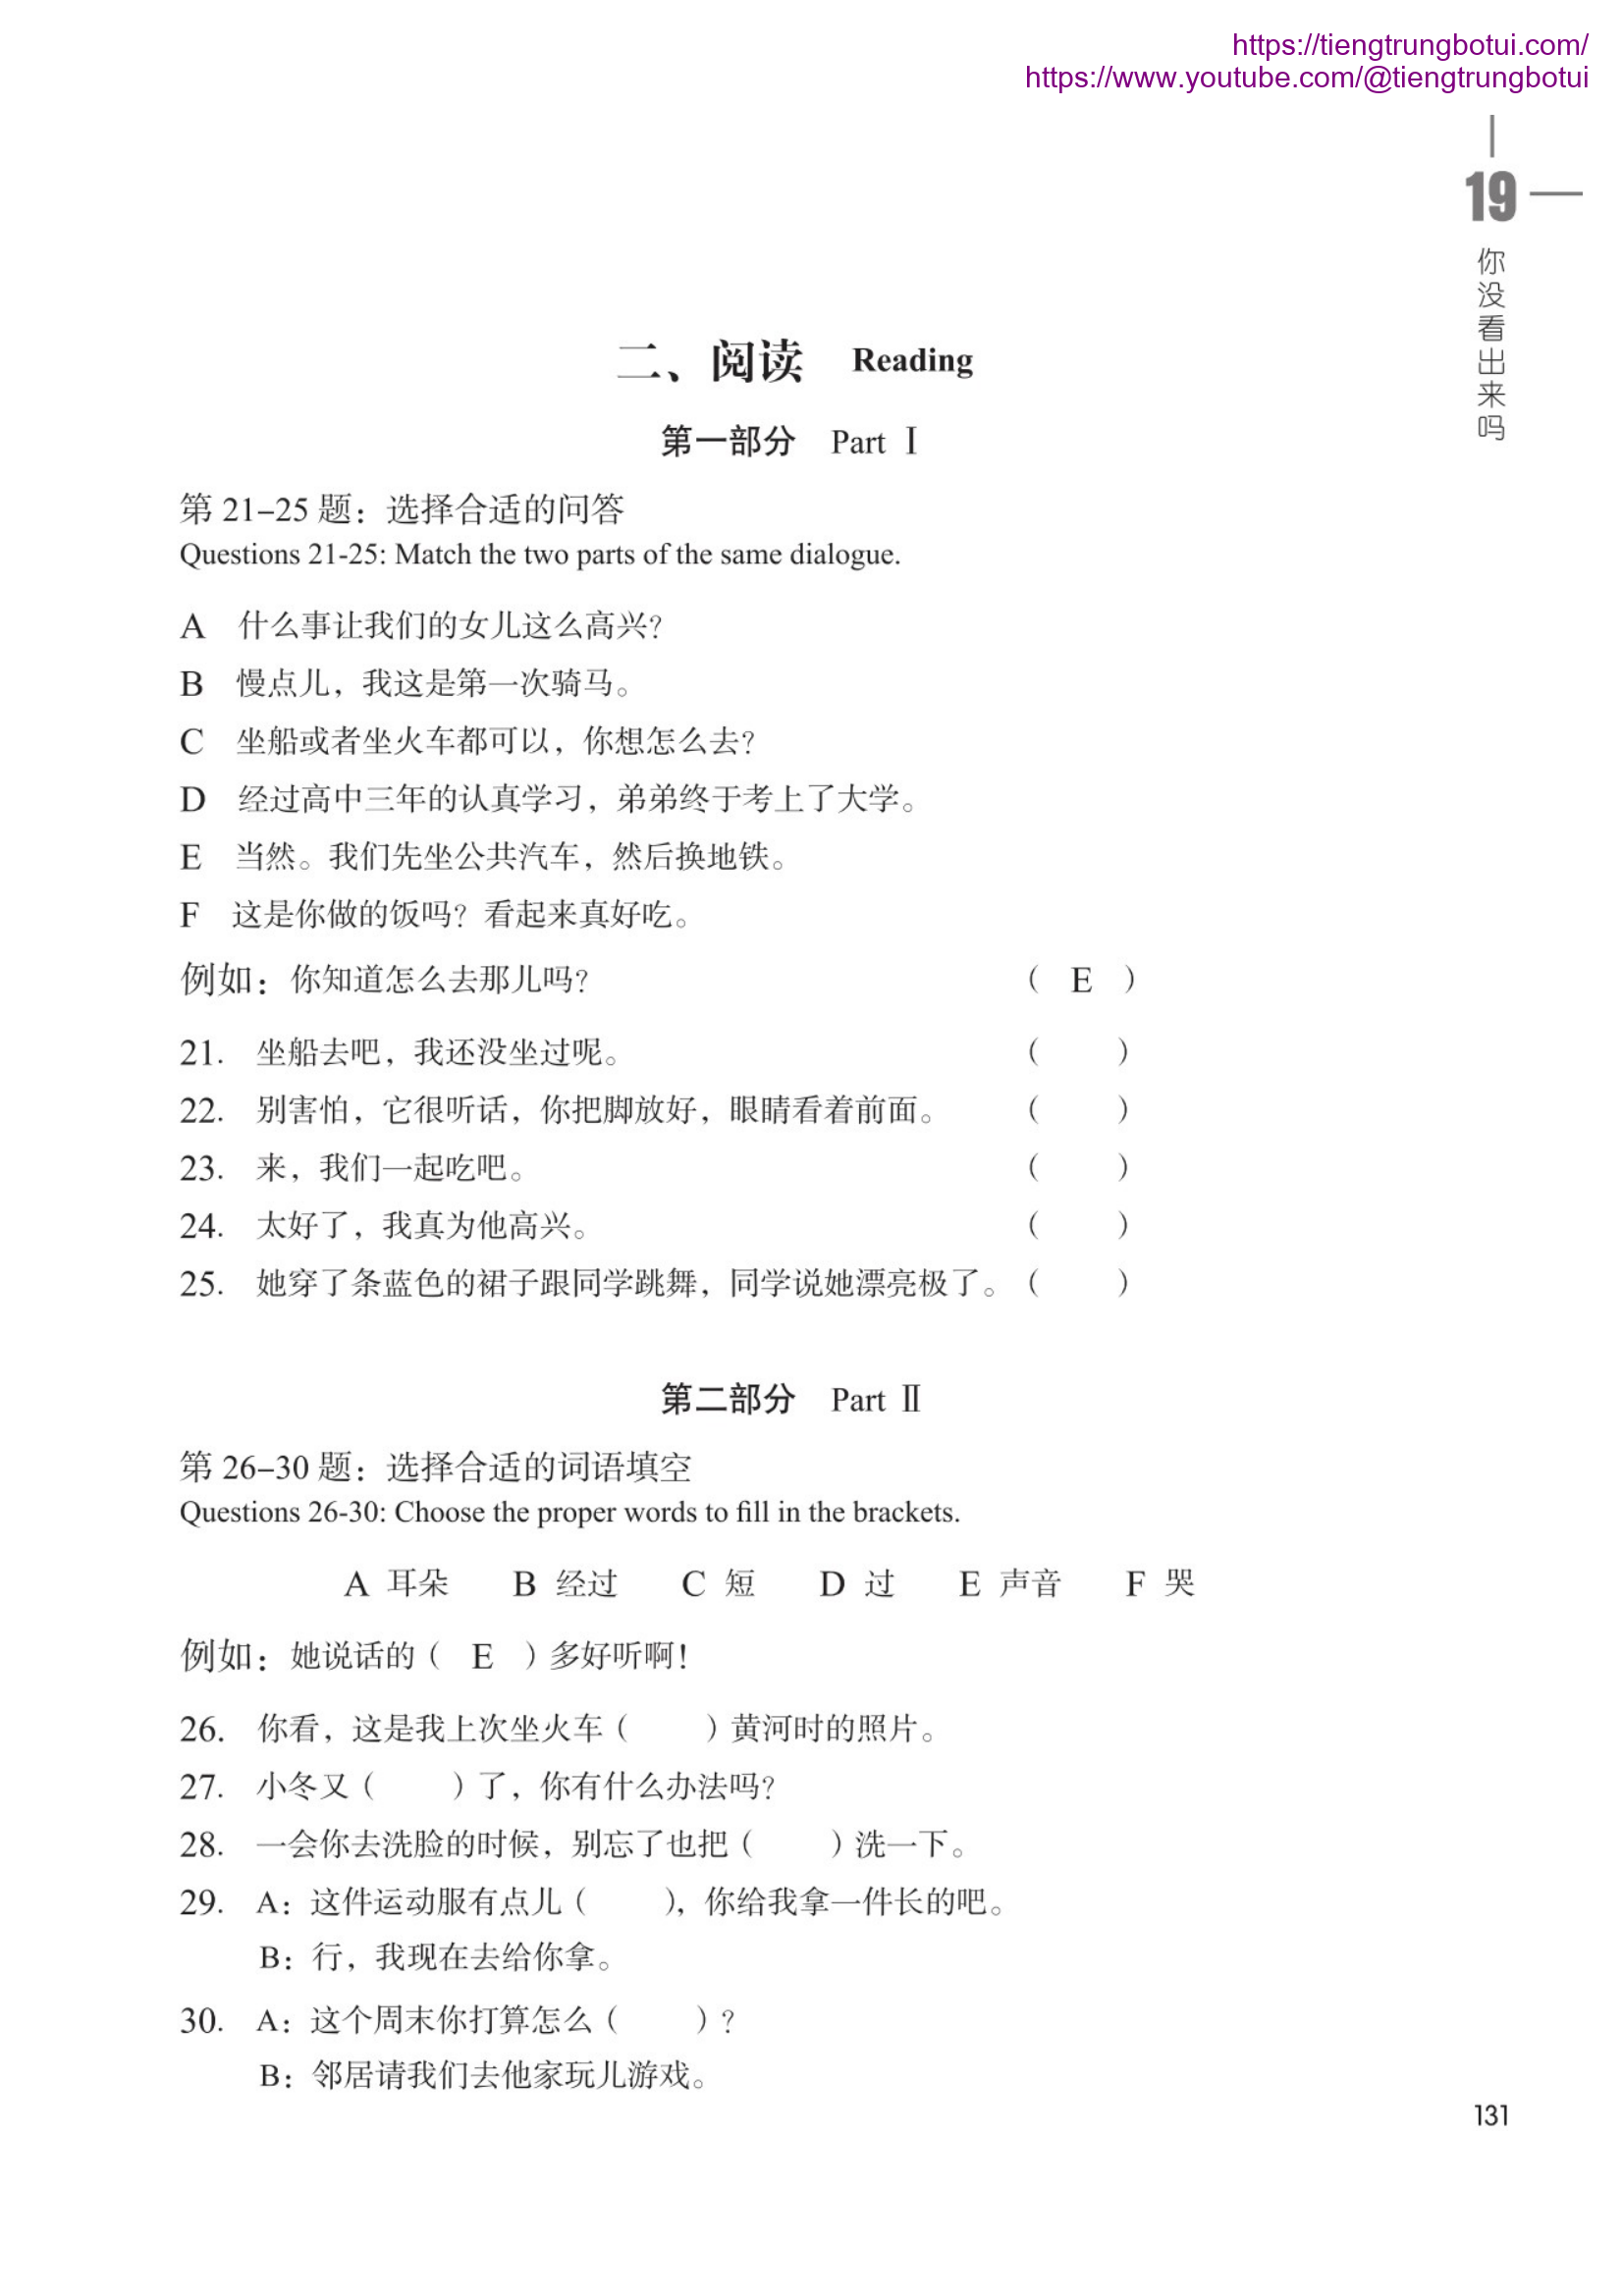 https://tiengtrungbotui.com/
https://www.youtube.com/@tiengtrungbotui
19
你没看出来吗
二、阅读 Reading
第一部分 Part Ⅰ
第 21–25 题：选择合适的问答
Questions 21-25: Match the two parts of the same dialogue.
A 什么事让我们的女儿这么高兴？
B 慢点儿，我这是第一次骑马。
C 坐船或者坐火车都可以，你想怎么去？
D 经过高中三年的认真学习，弟弟终于考上了大学。
E 当然。我们先坐公共汽车，然后换地铁。
F 这是你做的饭吗？看起来真好吃。
例如：你知道怎么去那儿吗？ （ E ）
21. 坐船去吧，我还没坐过呢。 （ ）
22. 别害怕，它很听话，你把脚放好，眼睛看着前面。 （ ）
23. 来，我们一起吃吧。 （ ）
24. 太好了，我真为他高兴。 （ ）
25. 她穿了条蓝色的裙子跟同学跳舞，同学说她漂亮极了。（ ）
第二部分 Part Ⅱ
第 26–30 题：选择合适的词语填空
Questions 26-30: Choose the proper words to fill in the brackets.
A 耳朵 B 经过 C 短 D 过 E 声音 F 哭
例如：她说话的（ E ）多好听啊！
26. 你看，这是我上次坐火车（ ）黄河时的照片。
27. 小冬又（ ）了，你有什么办法吗？
28. 一会你去洗脸的时候，别忘了也把（ ）洗一下。
29. A：这件运动服有点儿（ ），你给我拿一件长的吧。
B：行，我现在去给你拿。
30. A：这个周末你打算怎么（ ）？
B：邻居请我们去他家玩儿游戏。
131